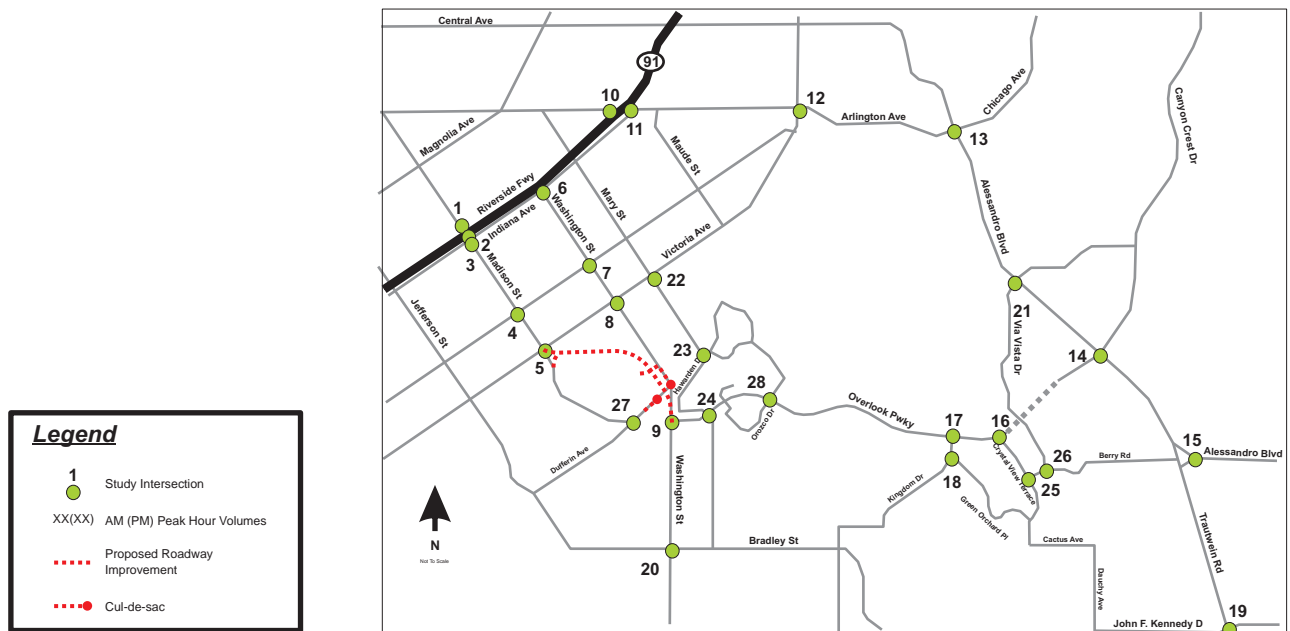 Central Ave
91
10
11
12
Arlington Ave
Chicago Ave
13
Canyon Crest Dr
Magnolia Ave
Maude St
Riverside Fwy
6
Mary St
Alessandro Blvd
1
Indiana Ave
2
3
Washington St
Victoria Ave
7
22
Madison St
8
21
Jefferson St
4
Via Vista Dr
14
5
23
Hawarden D
28
24
27
9
Orozco Dr
Overlook Pwky
17
16
15
Alessandro Blvd
Dufferin Ave
Crystal View Terrace
26
Berry Rd
18
25
Washington St
Kingdom Dr
Green Orchard Pl
N
Not To Scale
Bradley St
20
Cactus Ave
Trautwein Rd
Dauchy Ave
John F. Kennedy D
19
Legend
1
Study Intersection
XX(XX) AM (PM) Peak Hour Volumes
Proposed Roadway
Improvement
Cul-de-sac